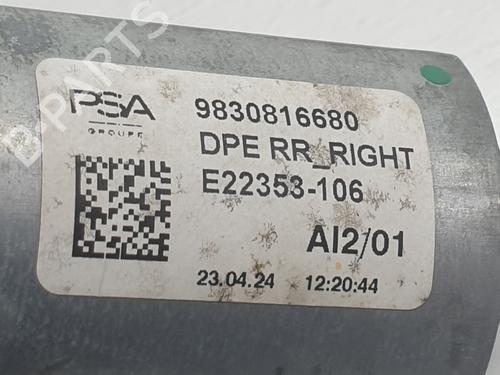 B-PARTS
PSA
GROUPE
9830816680
DPE RR_RIGHT
E22353-106
AI2/01
23.04.24 12:20:44